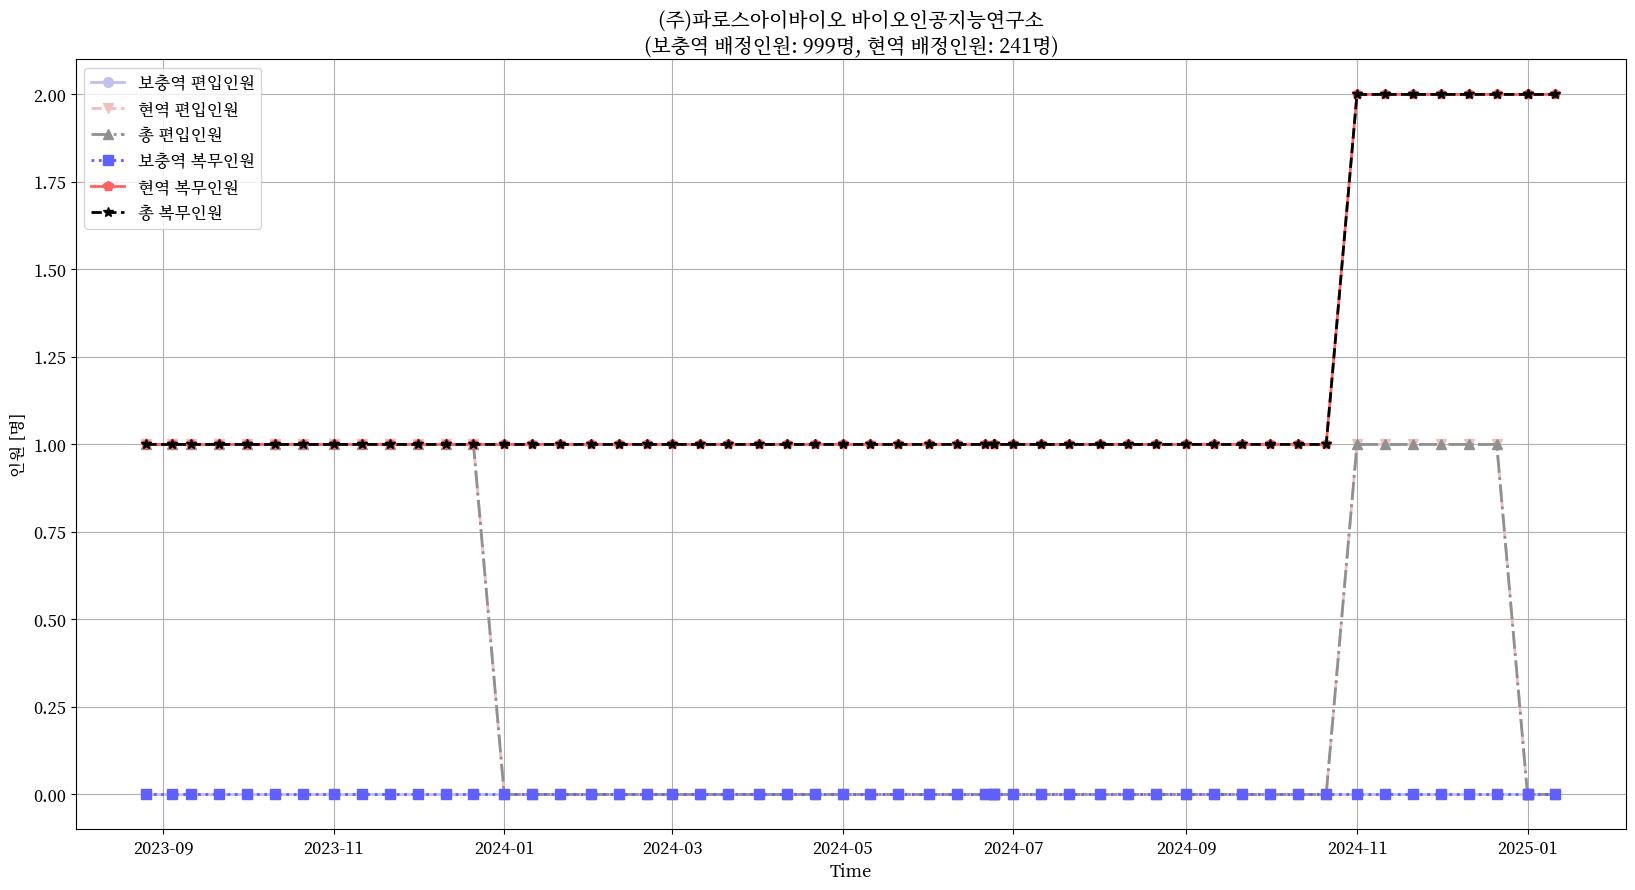 (주)파로스아이바이오 바이오인공지능연구소
(보충역 배정인원: 999명, 현역 배정인원: 241명)
보충역 편입인원
현역 편입인원
총 편입인원
보충역 복무인원
현역 복무인원
총 복무인원
인원 [명]
2.00
1.75
1.50
1.25
1.00
0.75
0.50
0.25
0.00
2023-09
2023-11
2024-01
2024-03
2024-05
2024-07
2024-09
2024-11
2025-01
Time